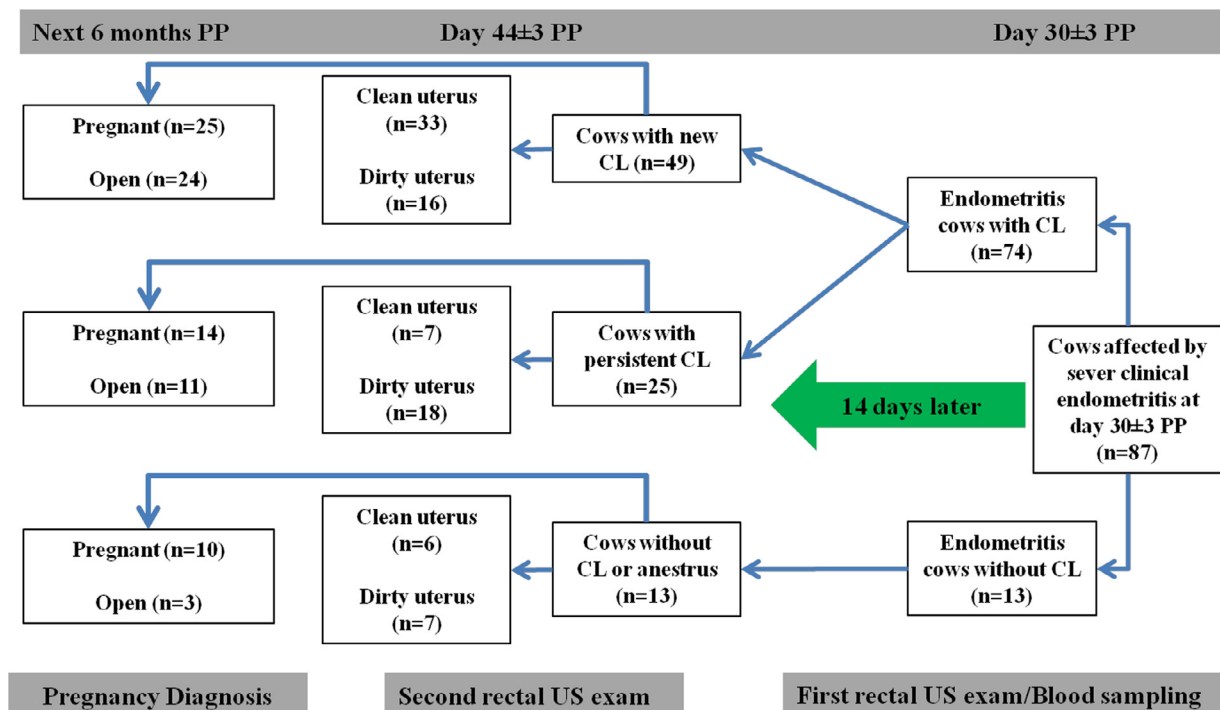 Next 6 months PP
Day 44±3 PP
Day 30±3 PP
Pregnant (n=25)
Open (n=24)
Clean uterus
(n=33)
Dirty uterus
(n=16)
Cows with new
CL (n=49)
Endometritis
cows with CL
(n=74)
Pregnant (n=14)
Open (n=11)
Clean uterus
(n=7)
Dirty uterus
(n=18)
Cows with
persistent CL
(n=25)
14 days later
Cows affected by
sever clinical
endometritis at
day 30±3 PP
(n=87)
Pregnant (n=10)
Open (n=3)
Clean uterus
(n=6)
Dirty uterus
(n=7)
Cows without
CL or anestrus
(n=13)
Endometritis
cows without CL
(n=13)
Pregnancy Diagnosis
Second rectal US exam
First rectal US exam/Blood sampling